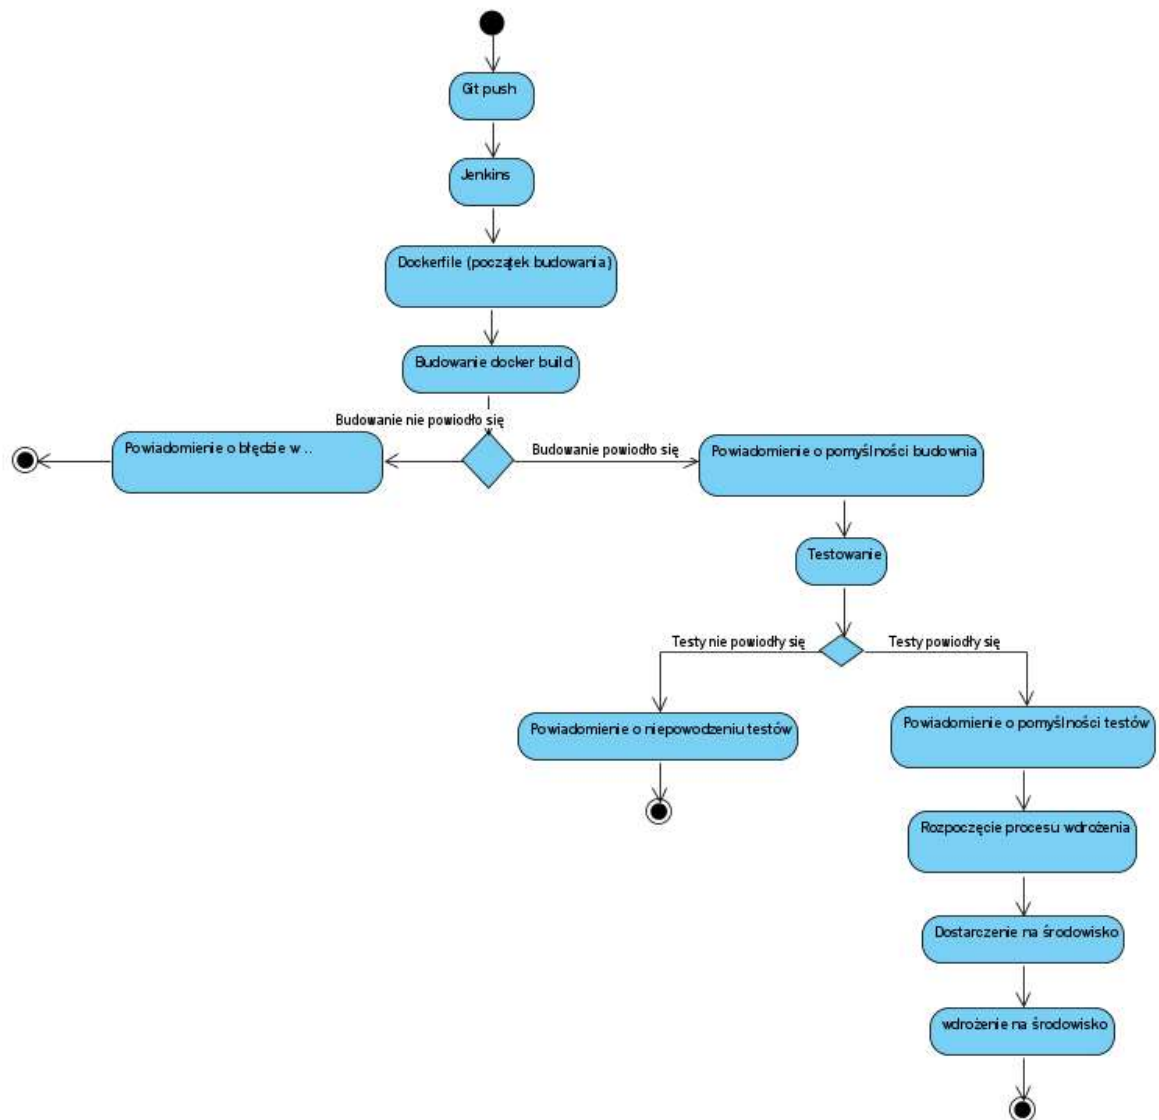 Git push
Jenkins
Dockerfile (początek budowania)
Budowanie docker build
Budowanie nie powiodło się
Powiadomienie o błędzie w ..
Budowanie powiodło się
Powiadomienie o pomyślności budownia
Testowanie
Testy nie powiodły się
Testy powiodły się
Powiadomienie o niepowodzeniu testów
Powiadomienie o pomyślności testów
Rozpoczęcie procesu wdrożenia
Dostarczenie na środowisko
wdrożenie na środowisko